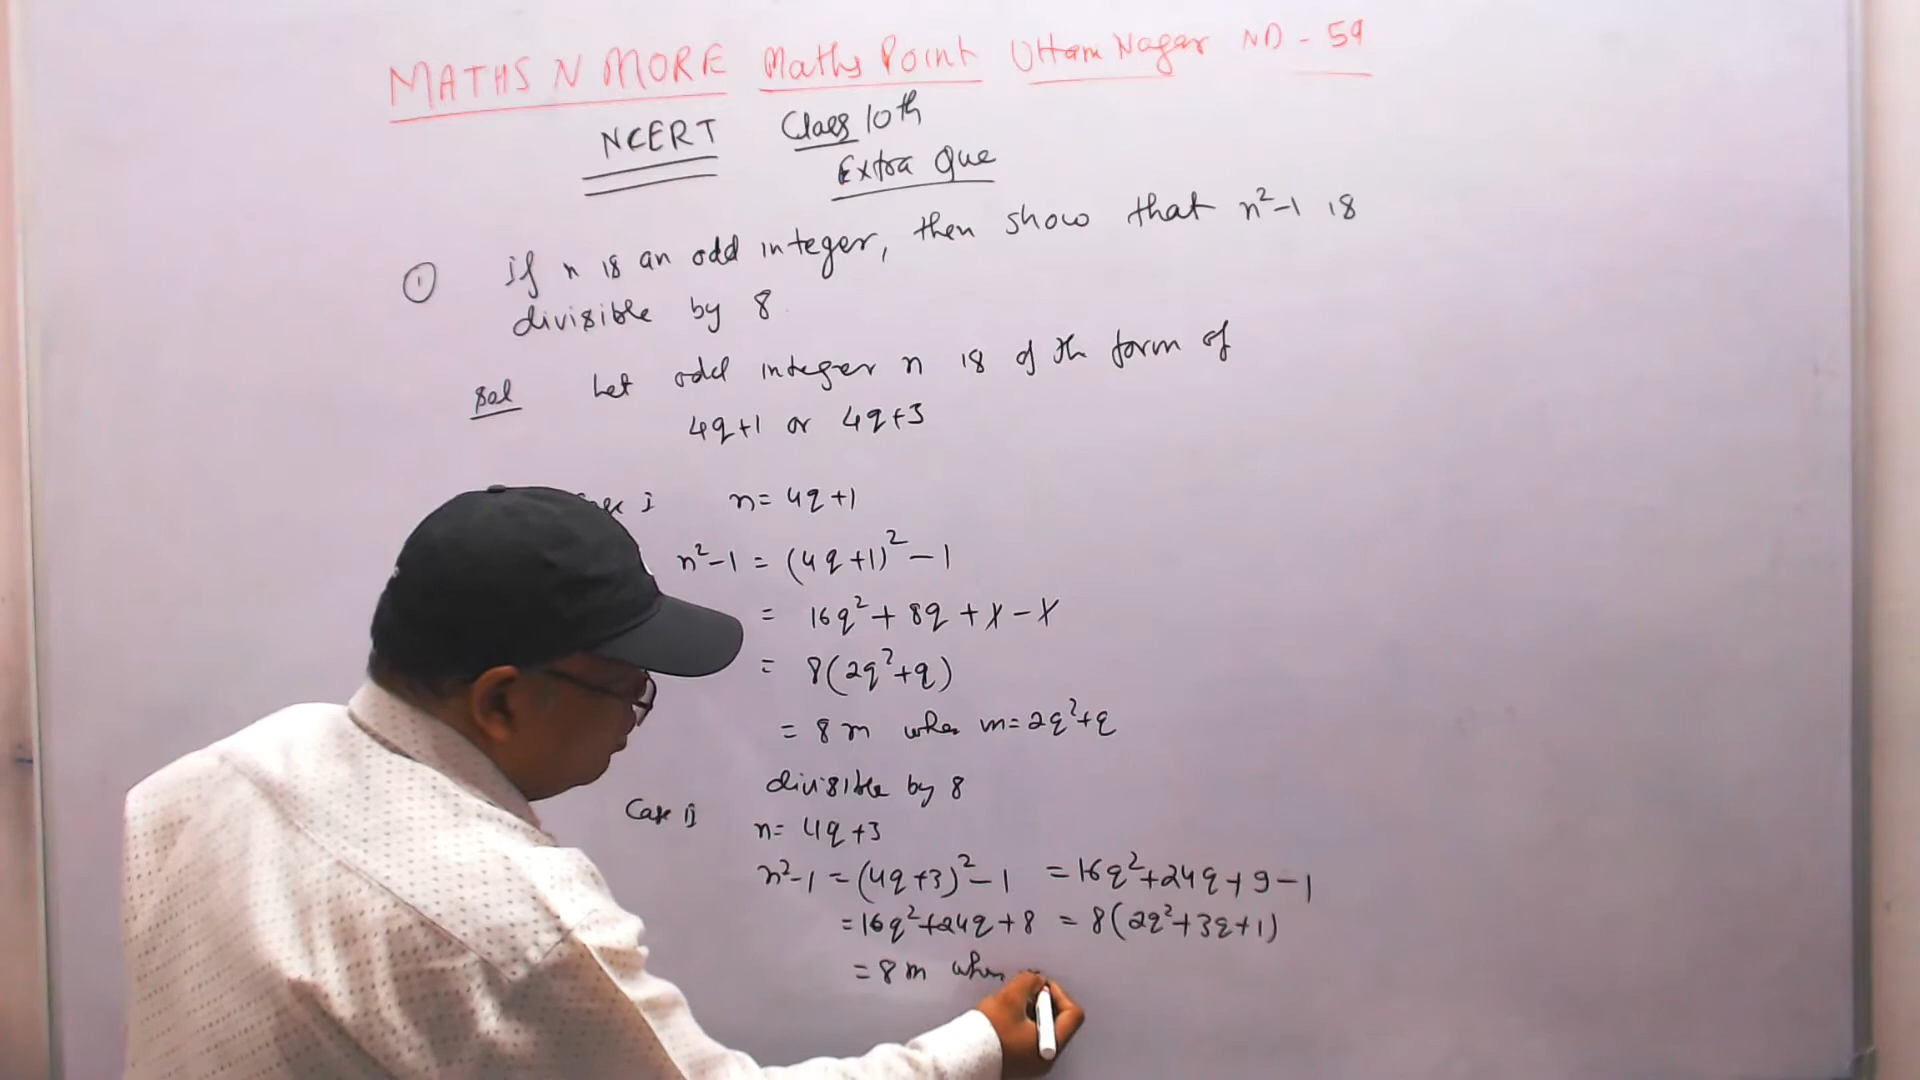 MATHS N MORE Maths Point Uttam Nagar ND - 59
NCERT Class 10th
Extra Que
① if n is an odd integer, then show that n²-1 is
divisible by 8
Sol Let odd integer n is of th form of
4q+1 or 4q+3
I n= 4q+1
n²-1 = (4q+1)²-1
= 16q²+ 8q + 1 - 1
= 8(2q²+q)
= 8 m when m= 2q²+q
divisible by 8
Case ii n= 4q+3
n²-1 = (4q+3)²-1 = 16q²+24q+9-1
= 16q²+24q+8 = 8(2q²+3q+1)
= 8 m when